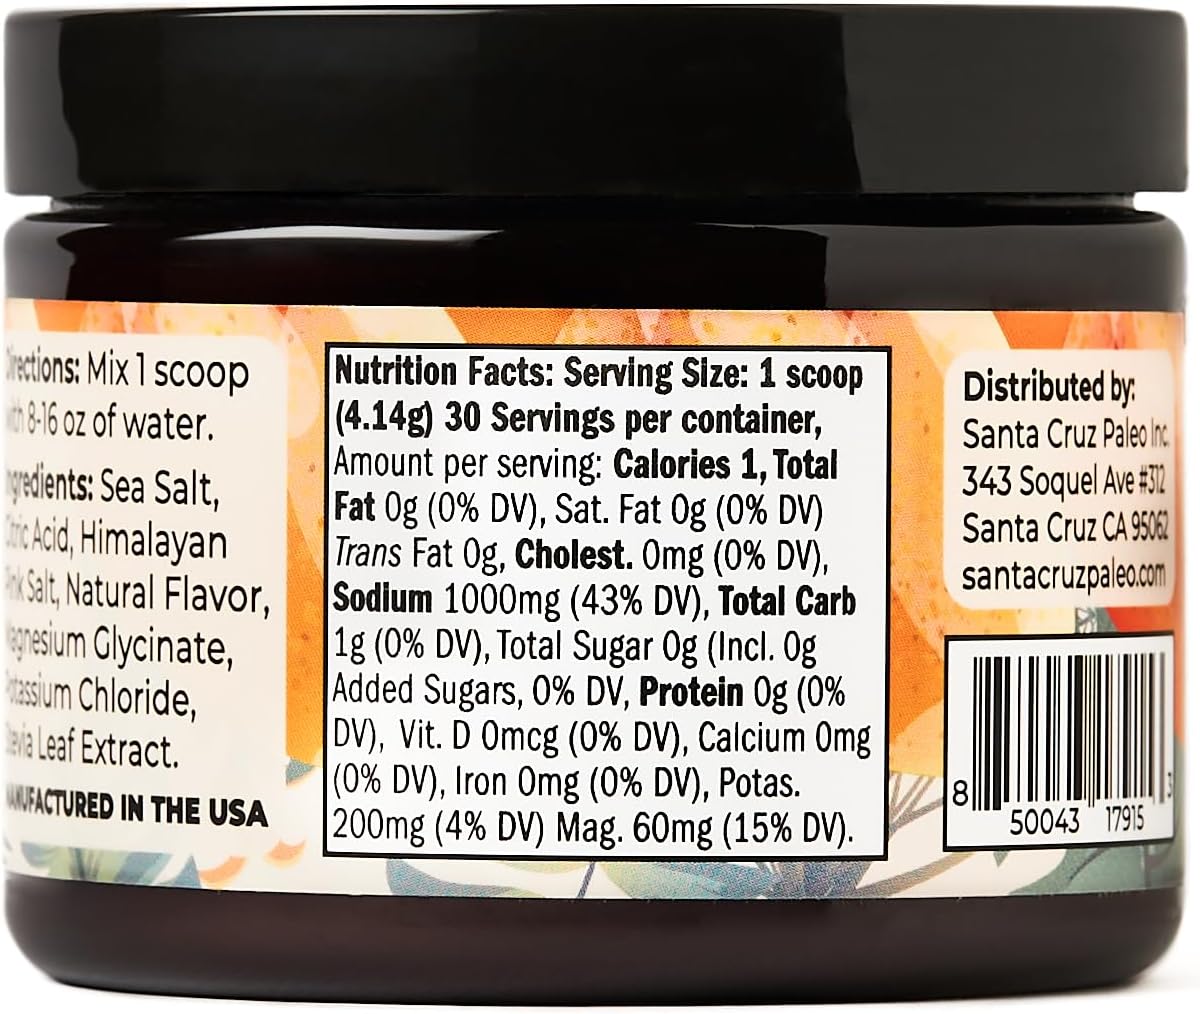 Directions: Mix 1 scoop
with 8-16 oz of water.
Ingredients: Sea Salt,
Citric Acid, Himalayan
Pink Salt, Natural Flavor,
Magnesium Glycinate,
Potassium Chloride,
Stevia Leaf Extract.
MANUFACTURED IN THE USA
Nutrition Facts: Serving Size: 1 scoop
(4.14g) 30 Servings per container,
Amount per serving: Calories 1, Total
Fat 0g (0% DV), Sat. Fat 0g (0% DV)
Trans Fat 0g, Cholest. 0mg (0% DV),
Sodium 1000mg (43% DV), Total Carb
1g (0% DV), Total Sugar 0g (Incl. 0g
Added Sugars, 0% DV, Protein 0g (0%
DV), Vit. D 0mcg (0% DV), Calcium 0mg
(0% DV), Iron 0mg (0% DV), Potas.
200mg (4% DV) Mag. 60mg (15% DV).
Distributed by:
Santa Cruz Paleo Inc.
343 Soquel Ave #312
Santa Cruz CA 95062
santacruzpaleo.com
8 50043 17915 3